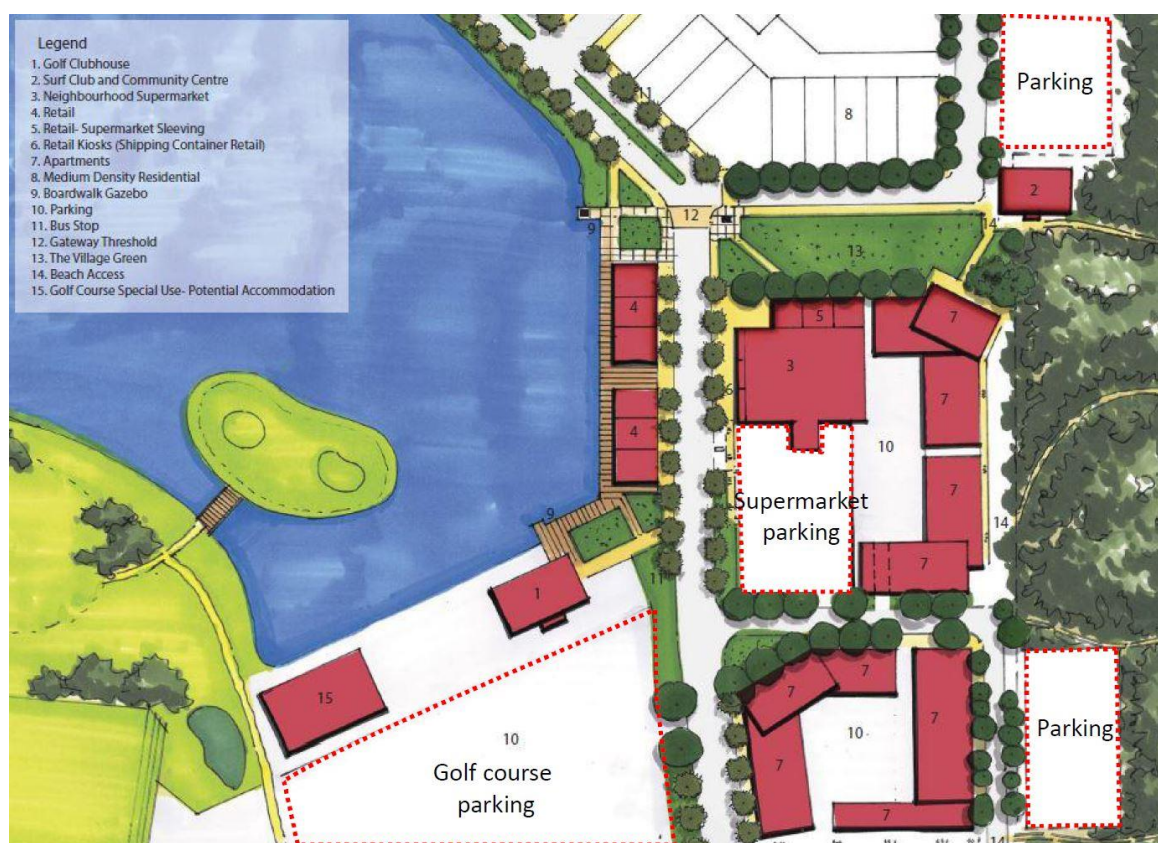 Legend
1. Golf Clubhouse
2. Surf Club and Community Centre
3. Neighbourhood Supermarket
4. Retail
5. Retail- Supermarket Sleeving
6. Retail Kiosks (Shipping Container Retail)
7. Apartments
8. Medium Density Residential
9. Boardwalk Gazebo
10. Parking
11. Bus Stop
12. Gateway Threshold
13. The Village Green
14. Beach Access
15. Golf Course Special Use- Potential Accommodation
Parking
11
8
2
12
14
9
13
4
5
7
3
6
7
4
10
7
Supermarket
parking
9
14
7
11
1
7
15
7
7
Parking
10
10
Golf course
parking
7
7
14